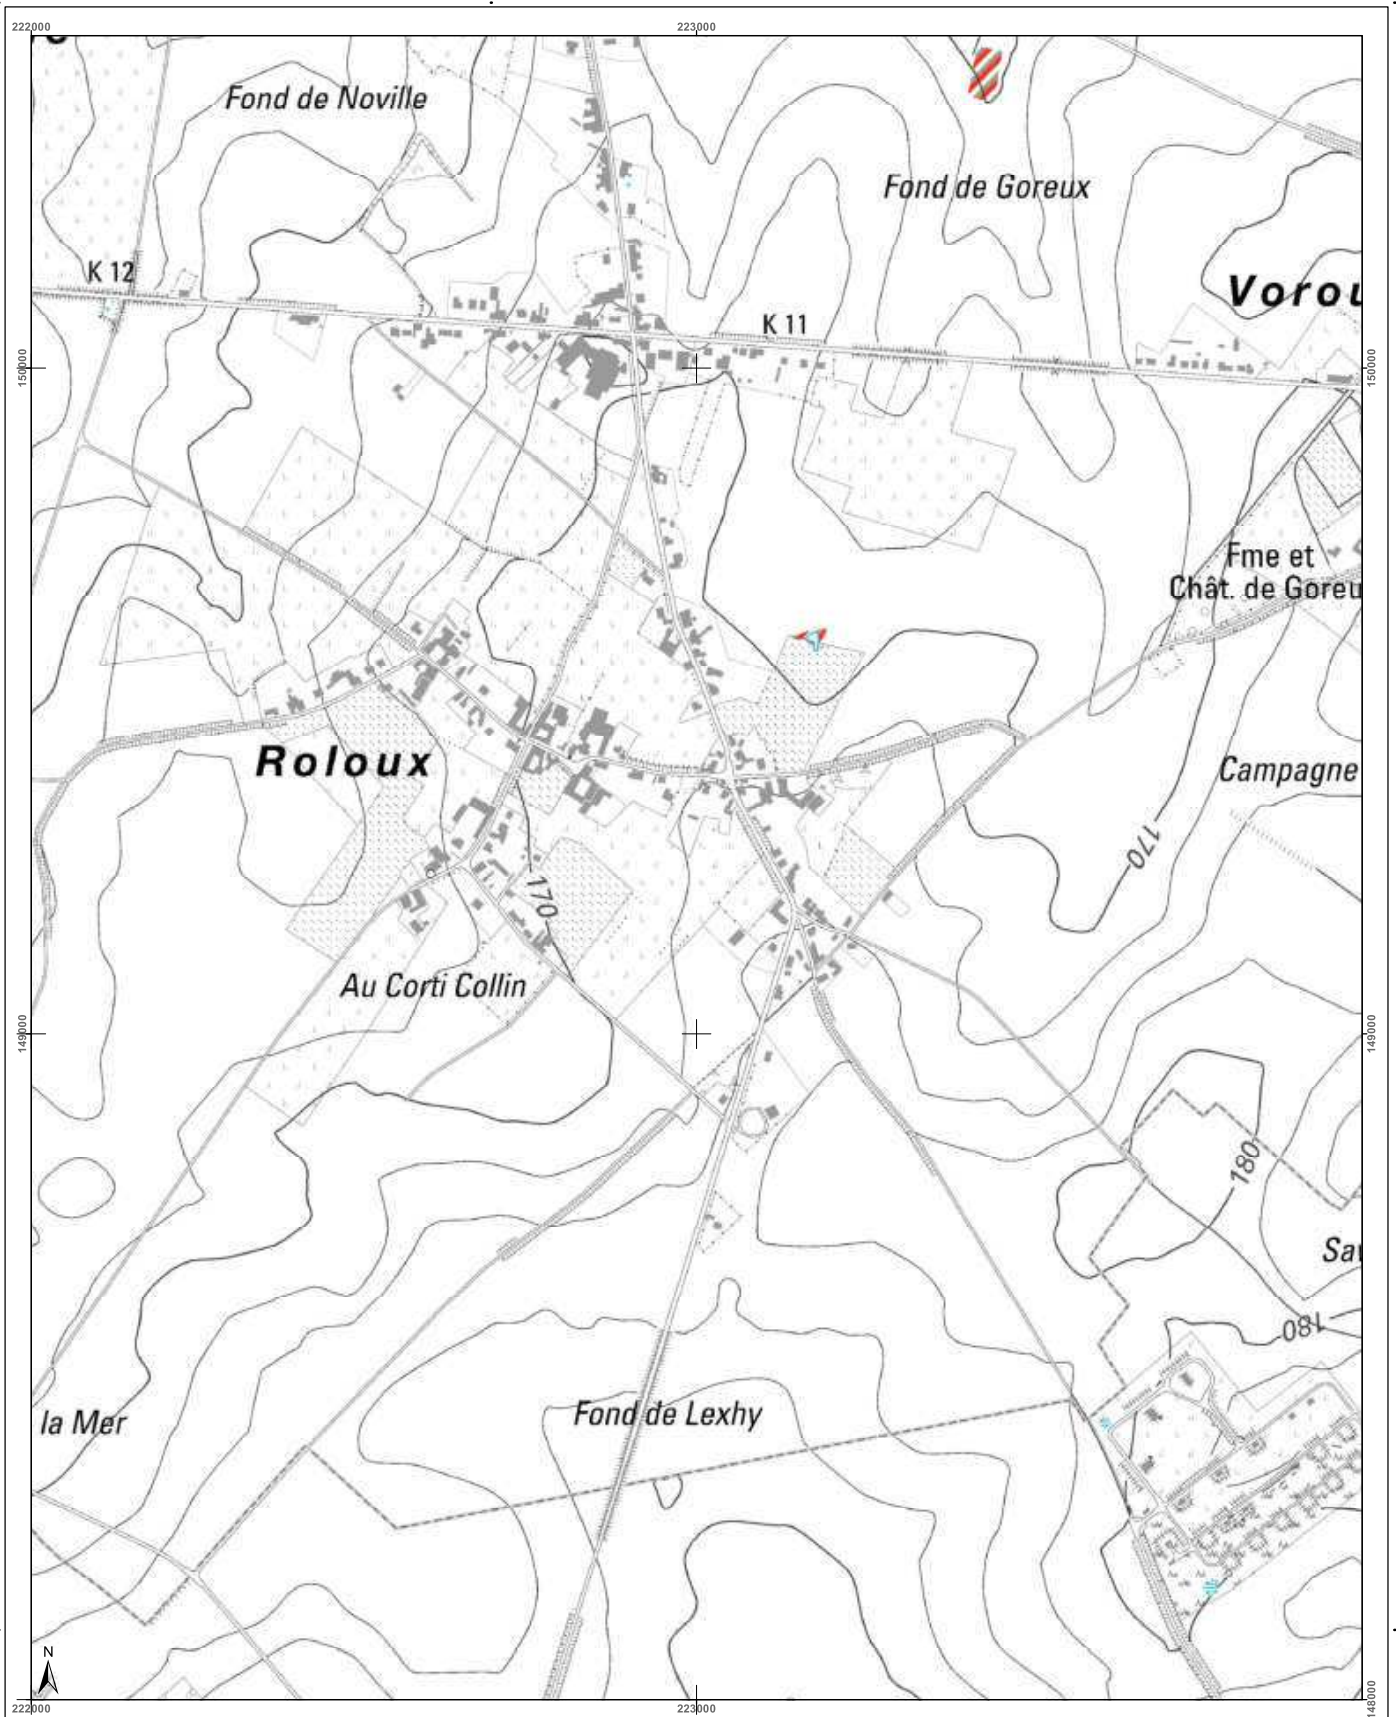 222000
223000
Fond de Noville
Fond de Goreux
K 12
Vorou
K 11
150000
150000
Fme et
Chât. de Goreu
Roloux
Campagne
170
170
Au Corti Collin
149000
149000
180
Sav
180
la Mer
Fond de Lexhy
N
222000
223000
148000